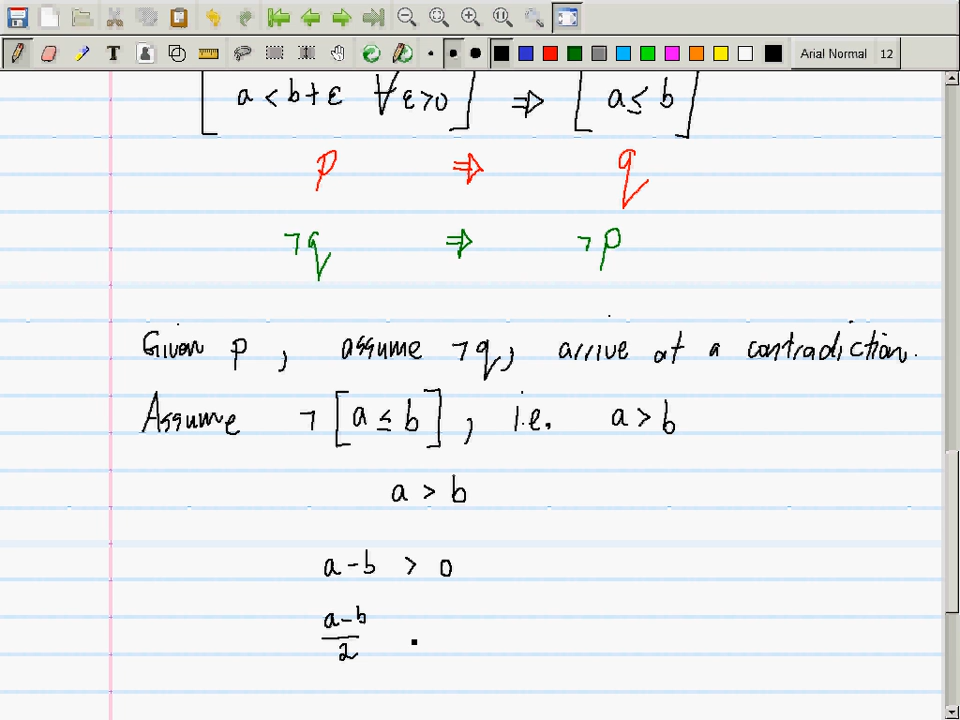 Arial Normal 12
[a < b + ε ∀ ε > 0] ⇒ [a ≤ b]
p ⇒ q
¬q ⇒ ¬p
Given p, assume ¬q, arrive at a contradiction.
Assume ¬[a ≤ b], i.e. a > b
a > b
a - b > 0
a-b
2